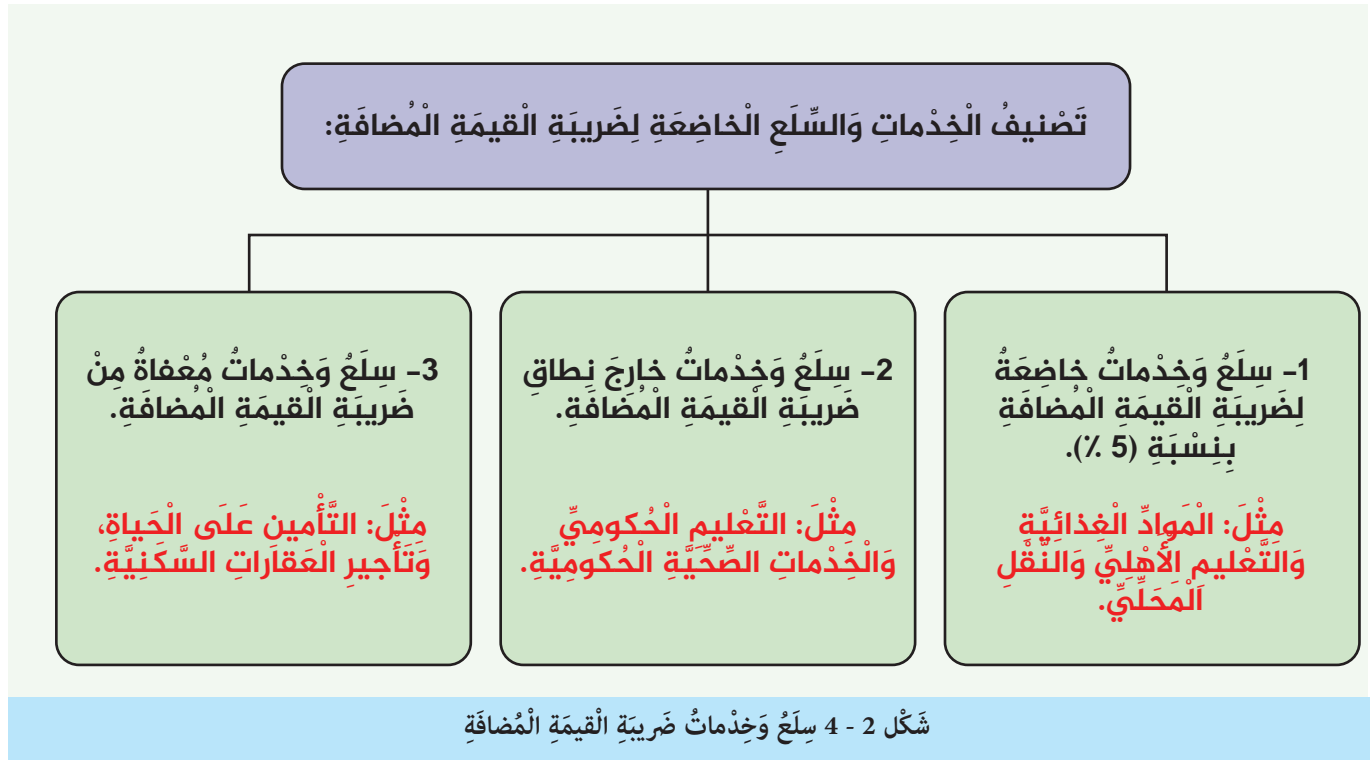 تَصْنيفُ الْخِدْماتِ وَالسِّلَعِ الْخاضِعَةِ لِضَريبَةِ الْقيمَةِ الْمُضافَةِ:
1- سِلَعُ وَخِدْماتُ خاضِعَةُ
لِضَريبَةِ الْقيمَةِ الْمُضافَةِ
بِنِسْبَةِ (5 ٪).
مِثْلَ: الْمَوادِّ الْغِذائِيَّةِ
وَالتَّعْليمِ الْأَهْلِيِّ وَالنَّقْلِ
الْمَحَلِّيِّ.
2- سِلَعُ وَخِدْماتُ خارِجَ نِطاقِ
ضَريبَةِ الْقيمَةِ الْمُضافَةِ.
مِثْلَ: التَّعْليمِ الْحُكومِيِّ
وَالْخِدْماتِ الصِّحِّيَّةِ الْحُكومِيَّةِ.
3- سِلَعُ وَخِدْماتُ مُعْفاةُ مِنْ
ضَريبَةِ الْقيمَةِ الْمُضافَةِ.
مِثْلَ: التَّأْمينِ عَلَى الْحَياةِ،
وَتَأْجيرِ الْعَقاراتِ السَّكَنِيَّةِ.
شَكْل 2 - 4 سِلَعُ وَخِدْماتُ ضَريبَةِ الْقيمَةِ الْمُضافَةِ